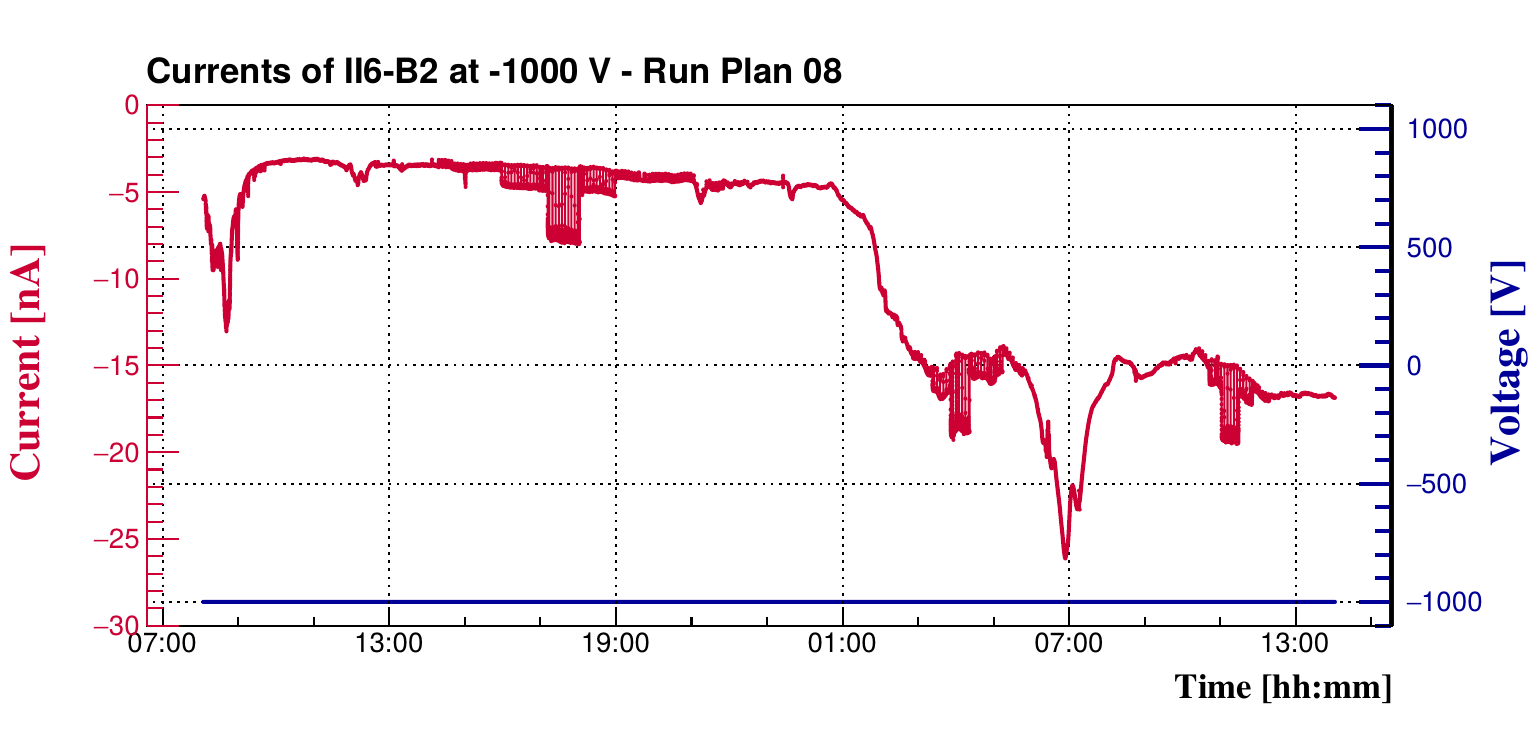 Currents of II6-B2 at -1000 V - Run Plan 08
Current [nA]
0
−5
−10
−15
−20
−25
−30
1000
500
0
−500
−1000
Voltage [V]
07:00 13:00 19:00 01:00 07:00 13:00
Time [hh:mm]